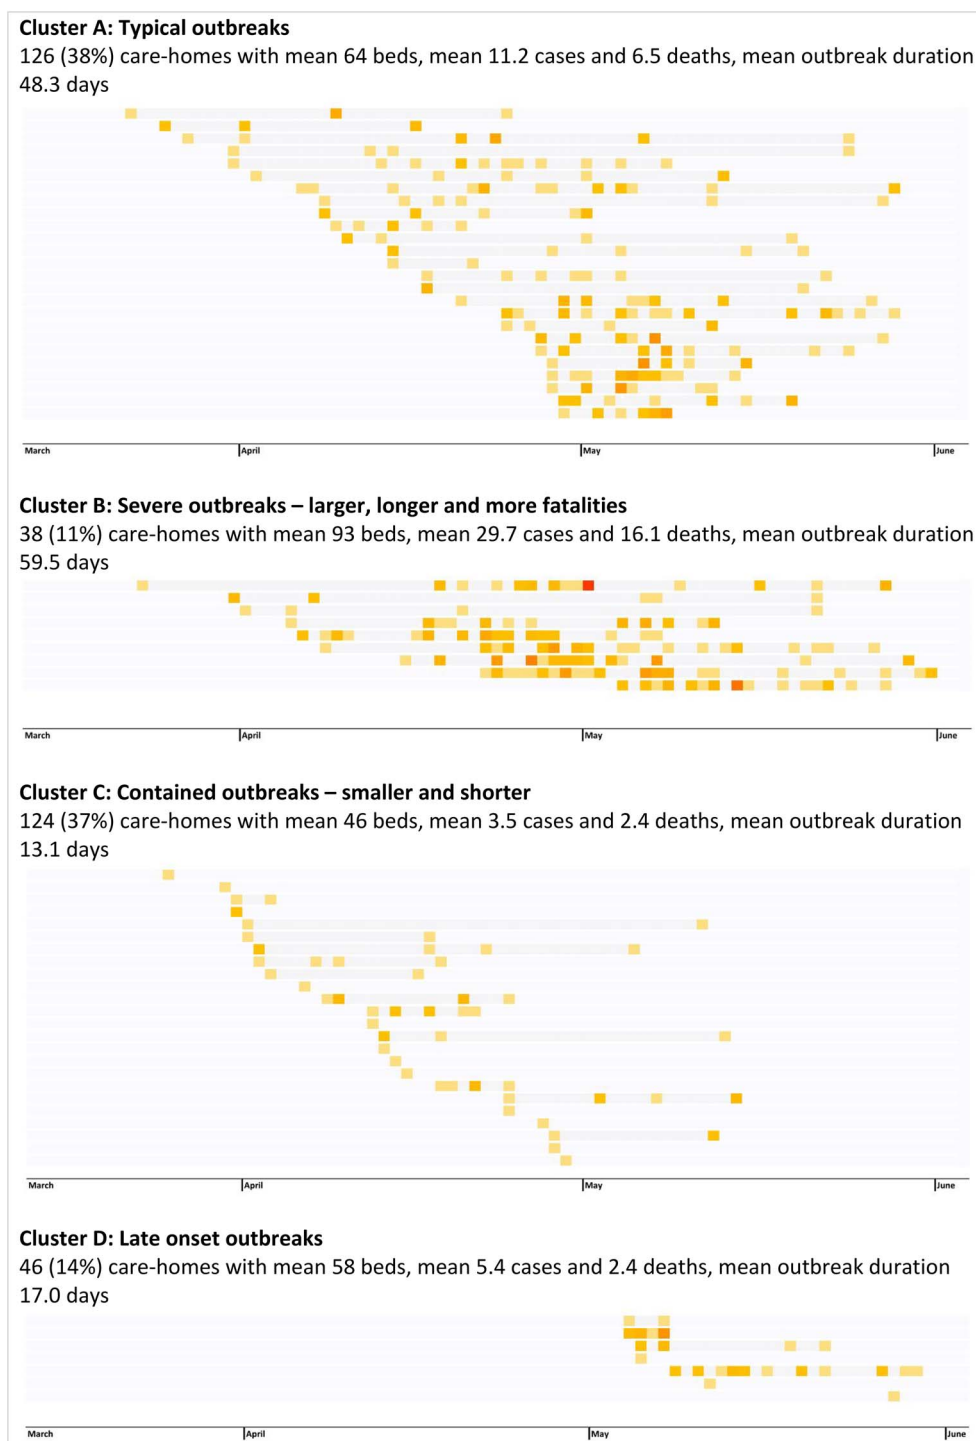 Cluster A: Typical outbreaks
126 (38%) care-homes with mean 64 beds, mean 11.2 cases and 6.5 deaths, mean outbreak duration
48.3 days
March April May June
Cluster B: Severe outbreaks – larger, longer and more fatalities
38 (11%) care-homes with mean 93 beds, mean 29.7 cases and 16.1 deaths, mean outbreak duration
59.5 days
March April May June
Cluster C: Contained outbreaks – smaller and shorter
124 (37%) care-homes with mean 46 beds, mean 3.5 cases and 2.4 deaths, mean outbreak duration
13.1 days
March April May June
Cluster D: Late onset outbreaks
46 (14%) care-homes with mean 58 beds, mean 5.4 cases and 2.4 deaths, mean outbreak duration
17.0 days
March April May June